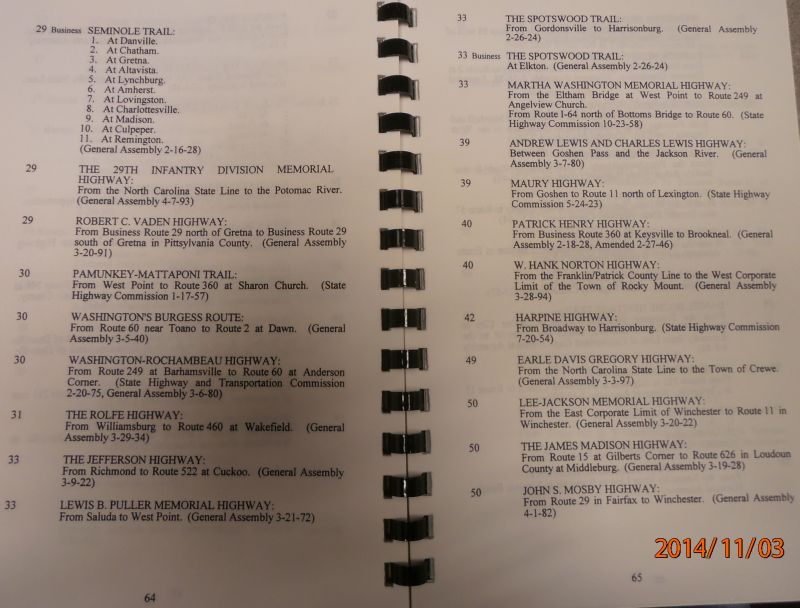 29 Business SEMINOLE TRAIL:
1. At Danville.
2. At Chatham.
3. At Gretna.
4. At Altavista.
5. At Lynchburg.
6. At Amherst.
7. At Lovingston.
8. At Charlottesville.
9. At Madison.
10. At Culpeper.
11. At Remington.
(General Assembly 2-16-28)
29 THE 29TH INFANTRY DIVISION MEMORIAL
HIGHWAY:
From the North Carolina State Line to the Potomac River.
(General Assembly 4-7-93)
29 ROBERT C. VADEN HIGHWAY:
From Business Route 29 north of Gretna to Business Route 29
south of Gretna in Pittsylvania County. (General Assembly
3-20-91)
30 PAMUNKEY-MATTAPONI TRAIL:
From West Point to Route 360 at Sharon Church. (State
Highway Commission 1-17-57)
30 WASHINGTON'S BURGESS ROUTE:
From Route 60 near Toano to Route 2 at Dawn. (General
Assembly 3-5-40)
30 WASHINGTON-ROCHAMBEAU HIGHWAY:
From Route 249 at Barhamsville to Route 60 at Anderson
Corner. (State Highway and Transportation Commission
2-20-75, General Assembly 3-6-80)
31 THE ROLFE HIGHWAY:
From Williamsburg to Route 460 at Wakefield. (General
Assembly 3-29-34)
33 THE JEFFERSON HIGHWAY:
From Richmond to Route 522 at Cuckoo. (General Assembly
3-9-22)
33 LEWIS B. PULLER MEMORIAL HIGHWAY:
From Saluda to West Point. (General Assembly 3-21-72)
64
33 THE SPOTSWOOD TRAIL:
From Gordonsville to Harrisonburg. (General Assembly
2-26-24)
33 Business THE SPOTSWOOD TRAIL:
At Elkton. (General Assembly 2-26-24)
33 MARTHA WASHINGTON MEMORIAL HIGHWAY:
From the Eltham Bridge at West Point to Route 249 at
Angelview Church.
From Route I-64 north of Bottoms Bridge to Route 60. (State
Highway Commission 10-23-58)
39 ANDREW LEWIS AND CHARLES LEWIS HIGHWAY:
Between Goshen Pass and the Jackson River. (General
Assembly 3-7-80)
39 MAURY HIGHWAY:
From Goshen to Route 11 north of Lexington. (State Highway
Commission 5-24-23)
40 PATRICK HENRY HIGHWAY:
From Business Route 360 at Keysville to Brookneal. (General
Assembly 2-18-28, Amended 2-27-46)
40 W. HANK NORTON HIGHWAY:
From the Franklin/Patrick County Line to the West Corporate
Limit of the Town of Rocky Mount. (General Assembly
3-28-94)
42 HARPINE HIGHWAY:
From Broadway to Harrisonburg. (State Highway Commission
7-20-54)
49 EARLE DAVIS GREGORY HIGHWAY:
From the North Carolina State Line to the Town of Crewe.
(General Assembly 3-3-97)
50 LEE-JACKSON MEMORIAL HIGHWAY:
From the East Corporate Limit of Winchester to Route 11 in
Winchester. (General Assembly 3-20-22)
50 THE JAMES MADISON HIGHWAY:
From Route 15 at Gilberts Corner to Route 626 in Loudoun
County at Middleburg. (General Assembly 3-19-28)
50 JOHN S. MOSBY HIGHWAY:
From Route 29 in Fairfax to Winchester. (General Assembly
4-1-82)
65
2014/11/03